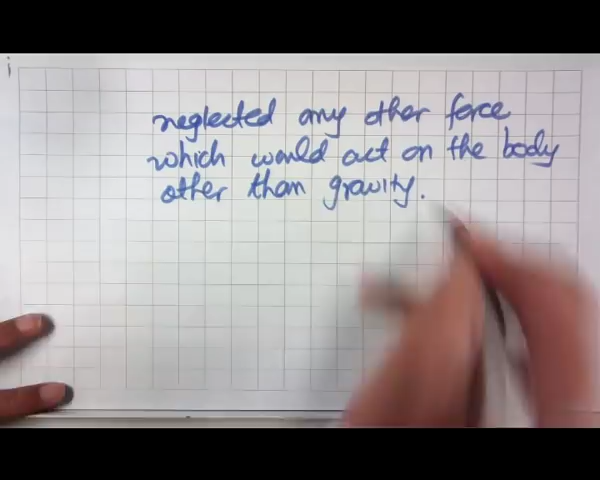 neglected any other force
which would act on the body
other than gravity.